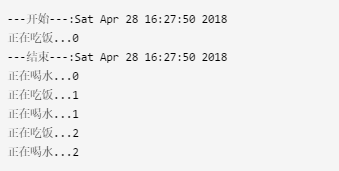 ---开始---:Sat Apr 28 16:27:50 2018
正在吃饭...0
---结束---:Sat Apr 28 16:27:50 2018
正在喝水...0
正在吃饭...1
正在喝水...1
正在吃饭...2
正在喝水...2